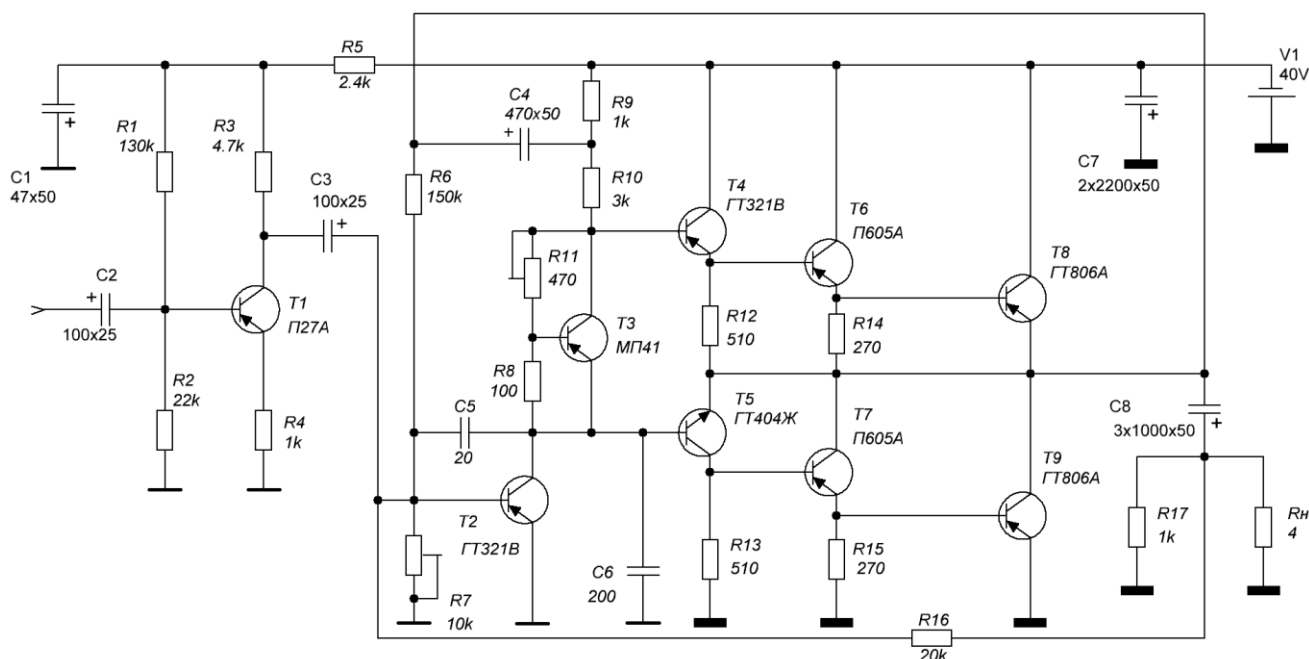 R5
2.4k
V1
40V
C4
470x50
R9
1k
R1
130k
R3
4.7k
C1
47x50
C3
100x25
R6
150k
R10
3k
T4
ГТ321В
C7
2x2200x50
T6
П605А
R11
470
T8
ГТ806А
C2
100x25
T1
П27А
T3
МП41
R12
510
R14
270
R8
100
R2
22k
R4
1k
C5
20
T5
ГТ404Ж
T7
П605А
C8
3x1000x50
T9
ГТ806А
T2
ГТ321В
R17
1k
Rн
4
R13
510
R15
270
C6
200
R7
10k
R16
20k